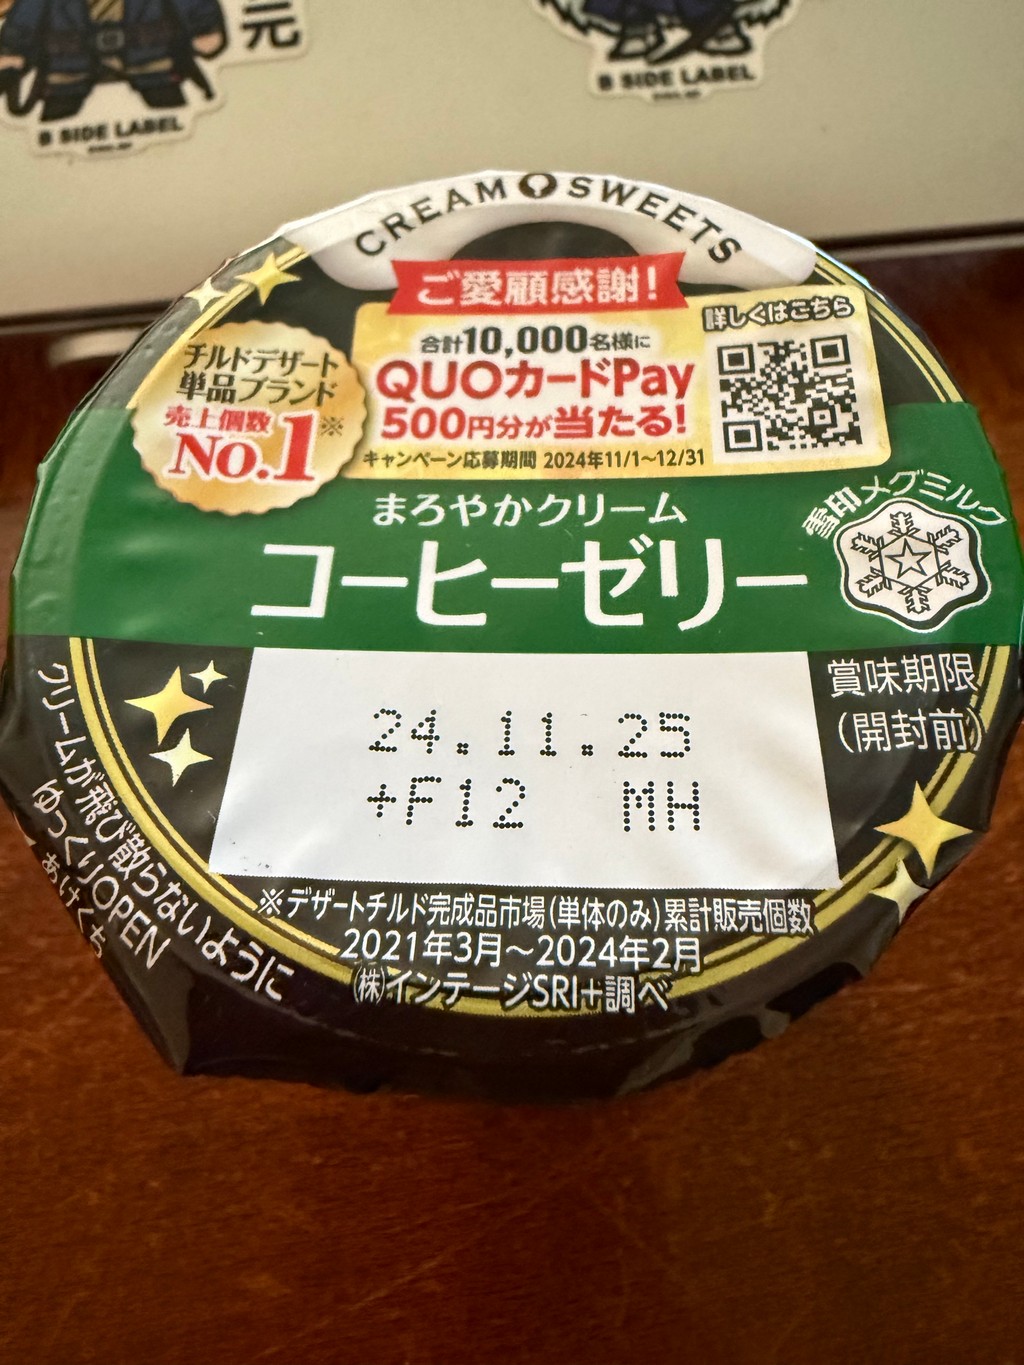 元
B SIDE LABEL
B SIDE LABEL
CREAM SWEETS
ご愛顧感謝!
チルドデザート
単品ブランド
売上個数
No.1※
合計10,000名様に
QUOカードPay
500円分が当たる!
キャンペーン応募期間 2024年11/1~12/31
詳しくはこちら
まろやかクリーム
コーヒーゼリー
雪印メグミルク
24.11.25
+F12 MH
賞味期限
(開封前)
クリームが飛び散らないように
ゆっくりOPEN
あけくち
※デザートチルド完成品市場(単体のみ)累計販売個数
2021年3月~2024年2月
㈱インテージSRI+調べ